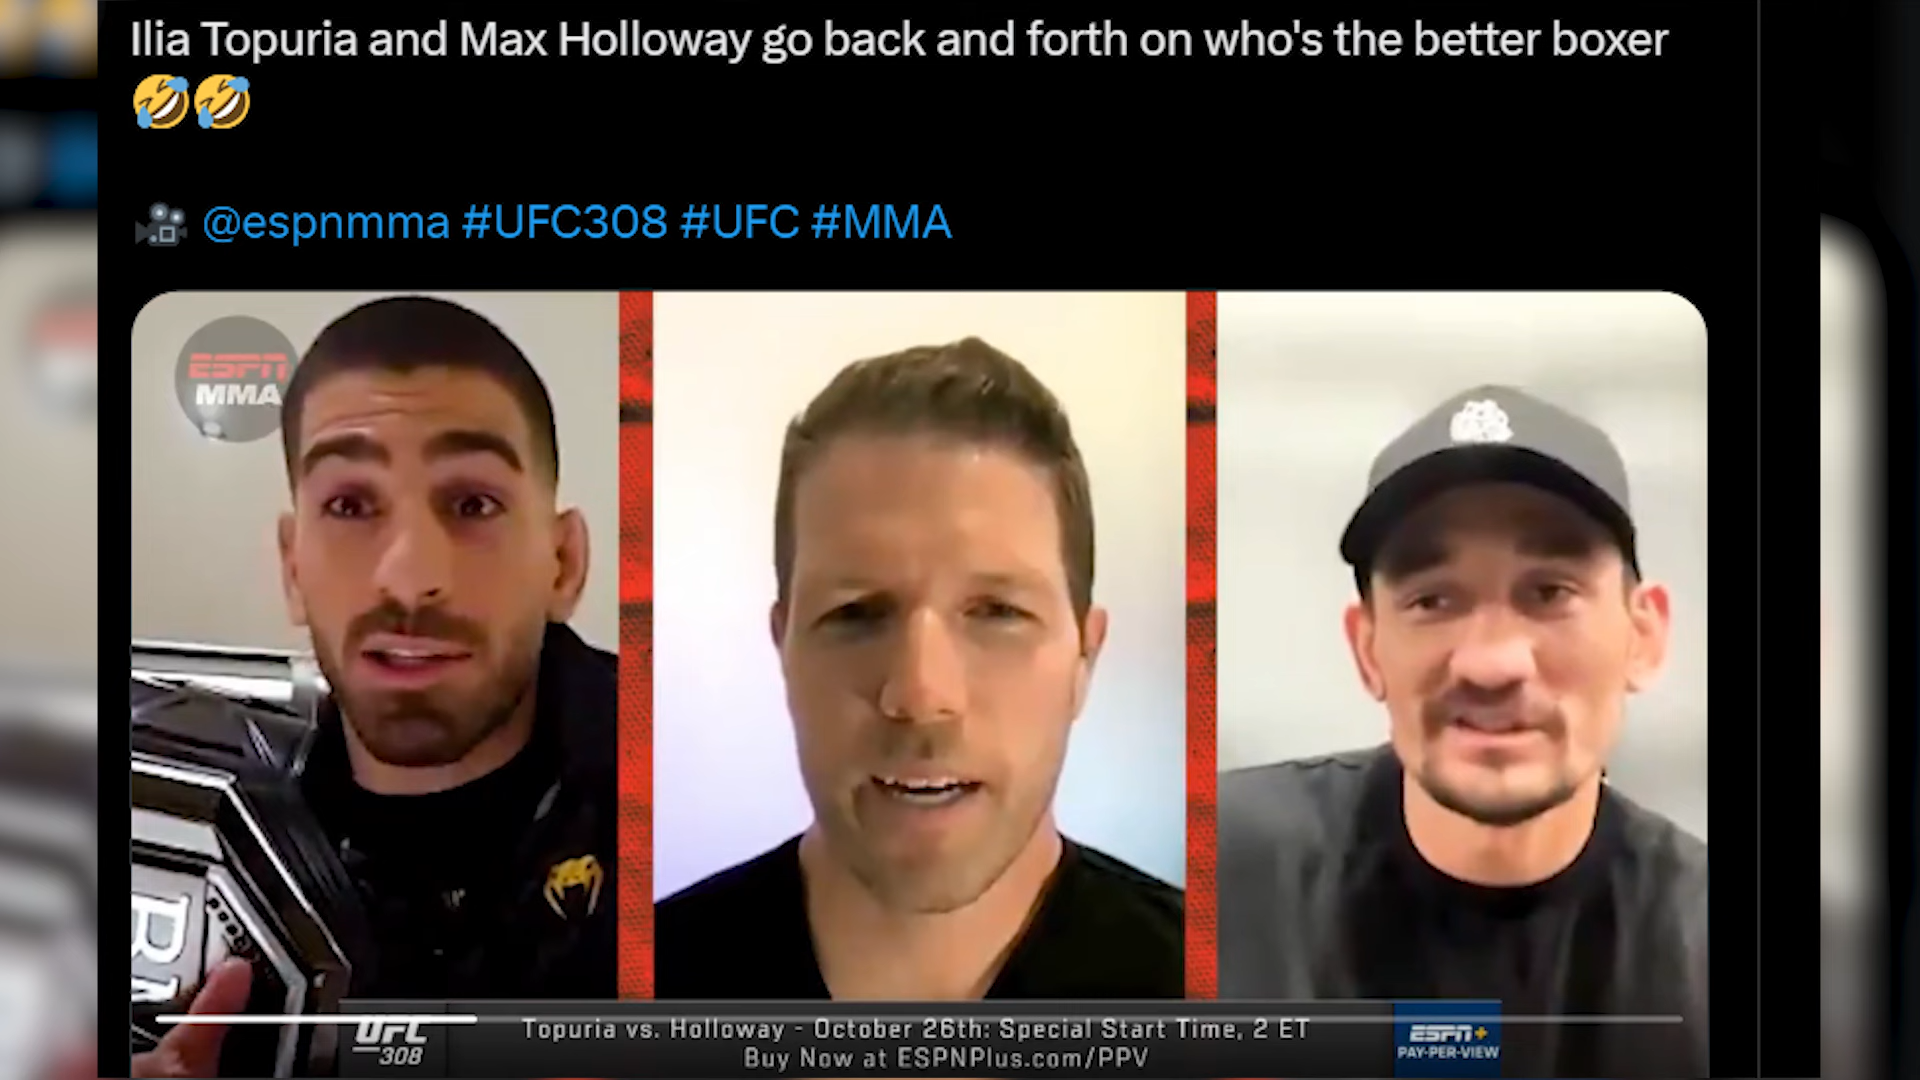 Ilia Topuria and Max Holloway go back and forth on who's the better boxer
🤣🤣
🎥 @espnmma #UFC308 #UFC #MMA
ESPN
MMA
UFC
308
Topuria vs. Holloway - October 26th: Special Start Time, 2 ET
Buy Now at ESPNPlus.com/PPV
ESPN+
PAY-PER-VIEW